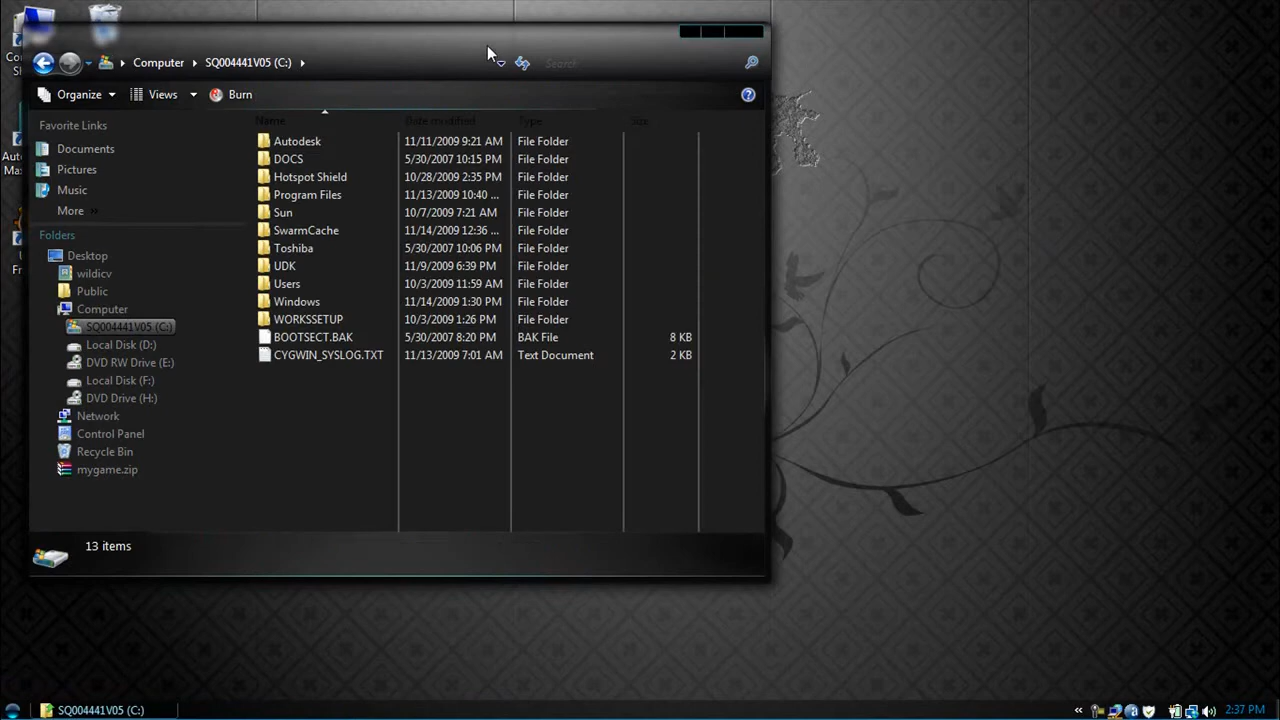 Computer SQ004441V05 (C:) Search
Organize Views Burn
Favorite Links
Documents
Pictures
Music
More »
Folders
Desktop
wildicv
Public
Computer
SQ004441V05 (C:)
Local Disk (D:)
DVD RW Drive (E:)
Local Disk (F:)
DVD Drive (H:)
Network
Control Panel
Recycle Bin
mygame.zip
Name Date modified Type Size
Autodesk 11/11/2009 9:21 AM File Folder
DOCS 5/30/2007 10:15 PM File Folder
Hotspot Shield 10/28/2009 2:35 PM File Folder
Program Files 11/13/2009 10:40 ... File Folder
Sun 10/7/2009 7:21 AM File Folder
SwarmCache 11/14/2009 12:36 ... File Folder
Toshiba 5/30/2007 10:06 PM File Folder
UDK 11/9/2009 6:39 PM File Folder
Users 10/3/2009 11:59 AM File Folder
Windows 11/14/2009 1:30 PM File Folder
WORKSSETUP 10/3/2009 1:26 PM File Folder
BOOTSECT.BAK 5/30/2007 8:20 PM BAK File 8 KB
CYGWIN_SYSLOG.TXT 11/13/2009 7:01 AM Text Document 2 KB
13 items
SQ004441V05 (C:)
« 2:37 PM